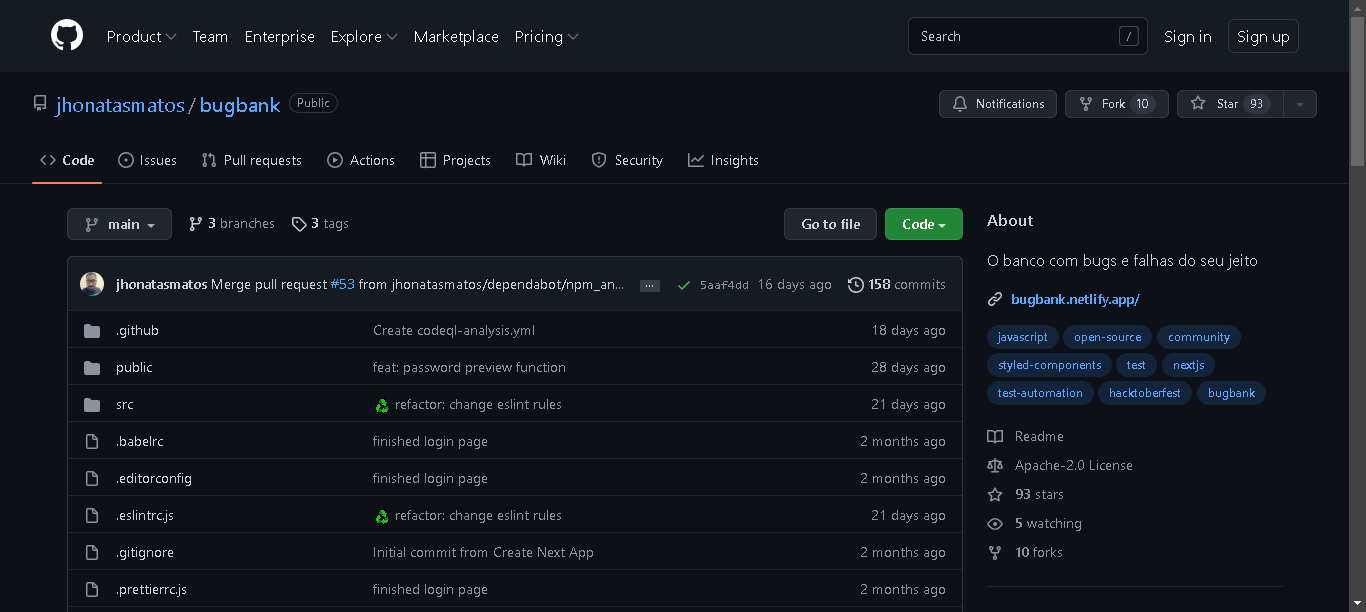 Product Team Enterprise Explore Marketplace Pricing Search / Sign in Sign up
jhonatasmatos / bugbank Public Notifications Fork 10 Star 93
Code Issues Pull requests Actions Projects Wiki Security Insights
main 3 branches 3 tags Go to file Code
jhonatasmatos Merge pull request #53 from jhonatasmatos/dependabot/npm_an... ... 5aaf4dd 16 days ago 158 commits
.github Create codeql-analysis.yml 18 days ago
public feat: password preview function 28 days ago
src refactor: change eslint rules 21 days ago
.babelrc finished login page 2 months ago
.editorconfig finished login page 2 months ago
.eslintrc.js refactor: change eslint rules 21 days ago
.gitignore Initial commit from Create Next App 2 months ago
.prettierrc.js finished login page 2 months ago
About
O banco com bugs e falhas do seu jeito
bugbank.netlify.app/
javascript open-source community
styled-components test nextjs
test-automation hacktoberfest bugbank
Readme
Apache-2.0 License
93 stars
5 watching
10 forks